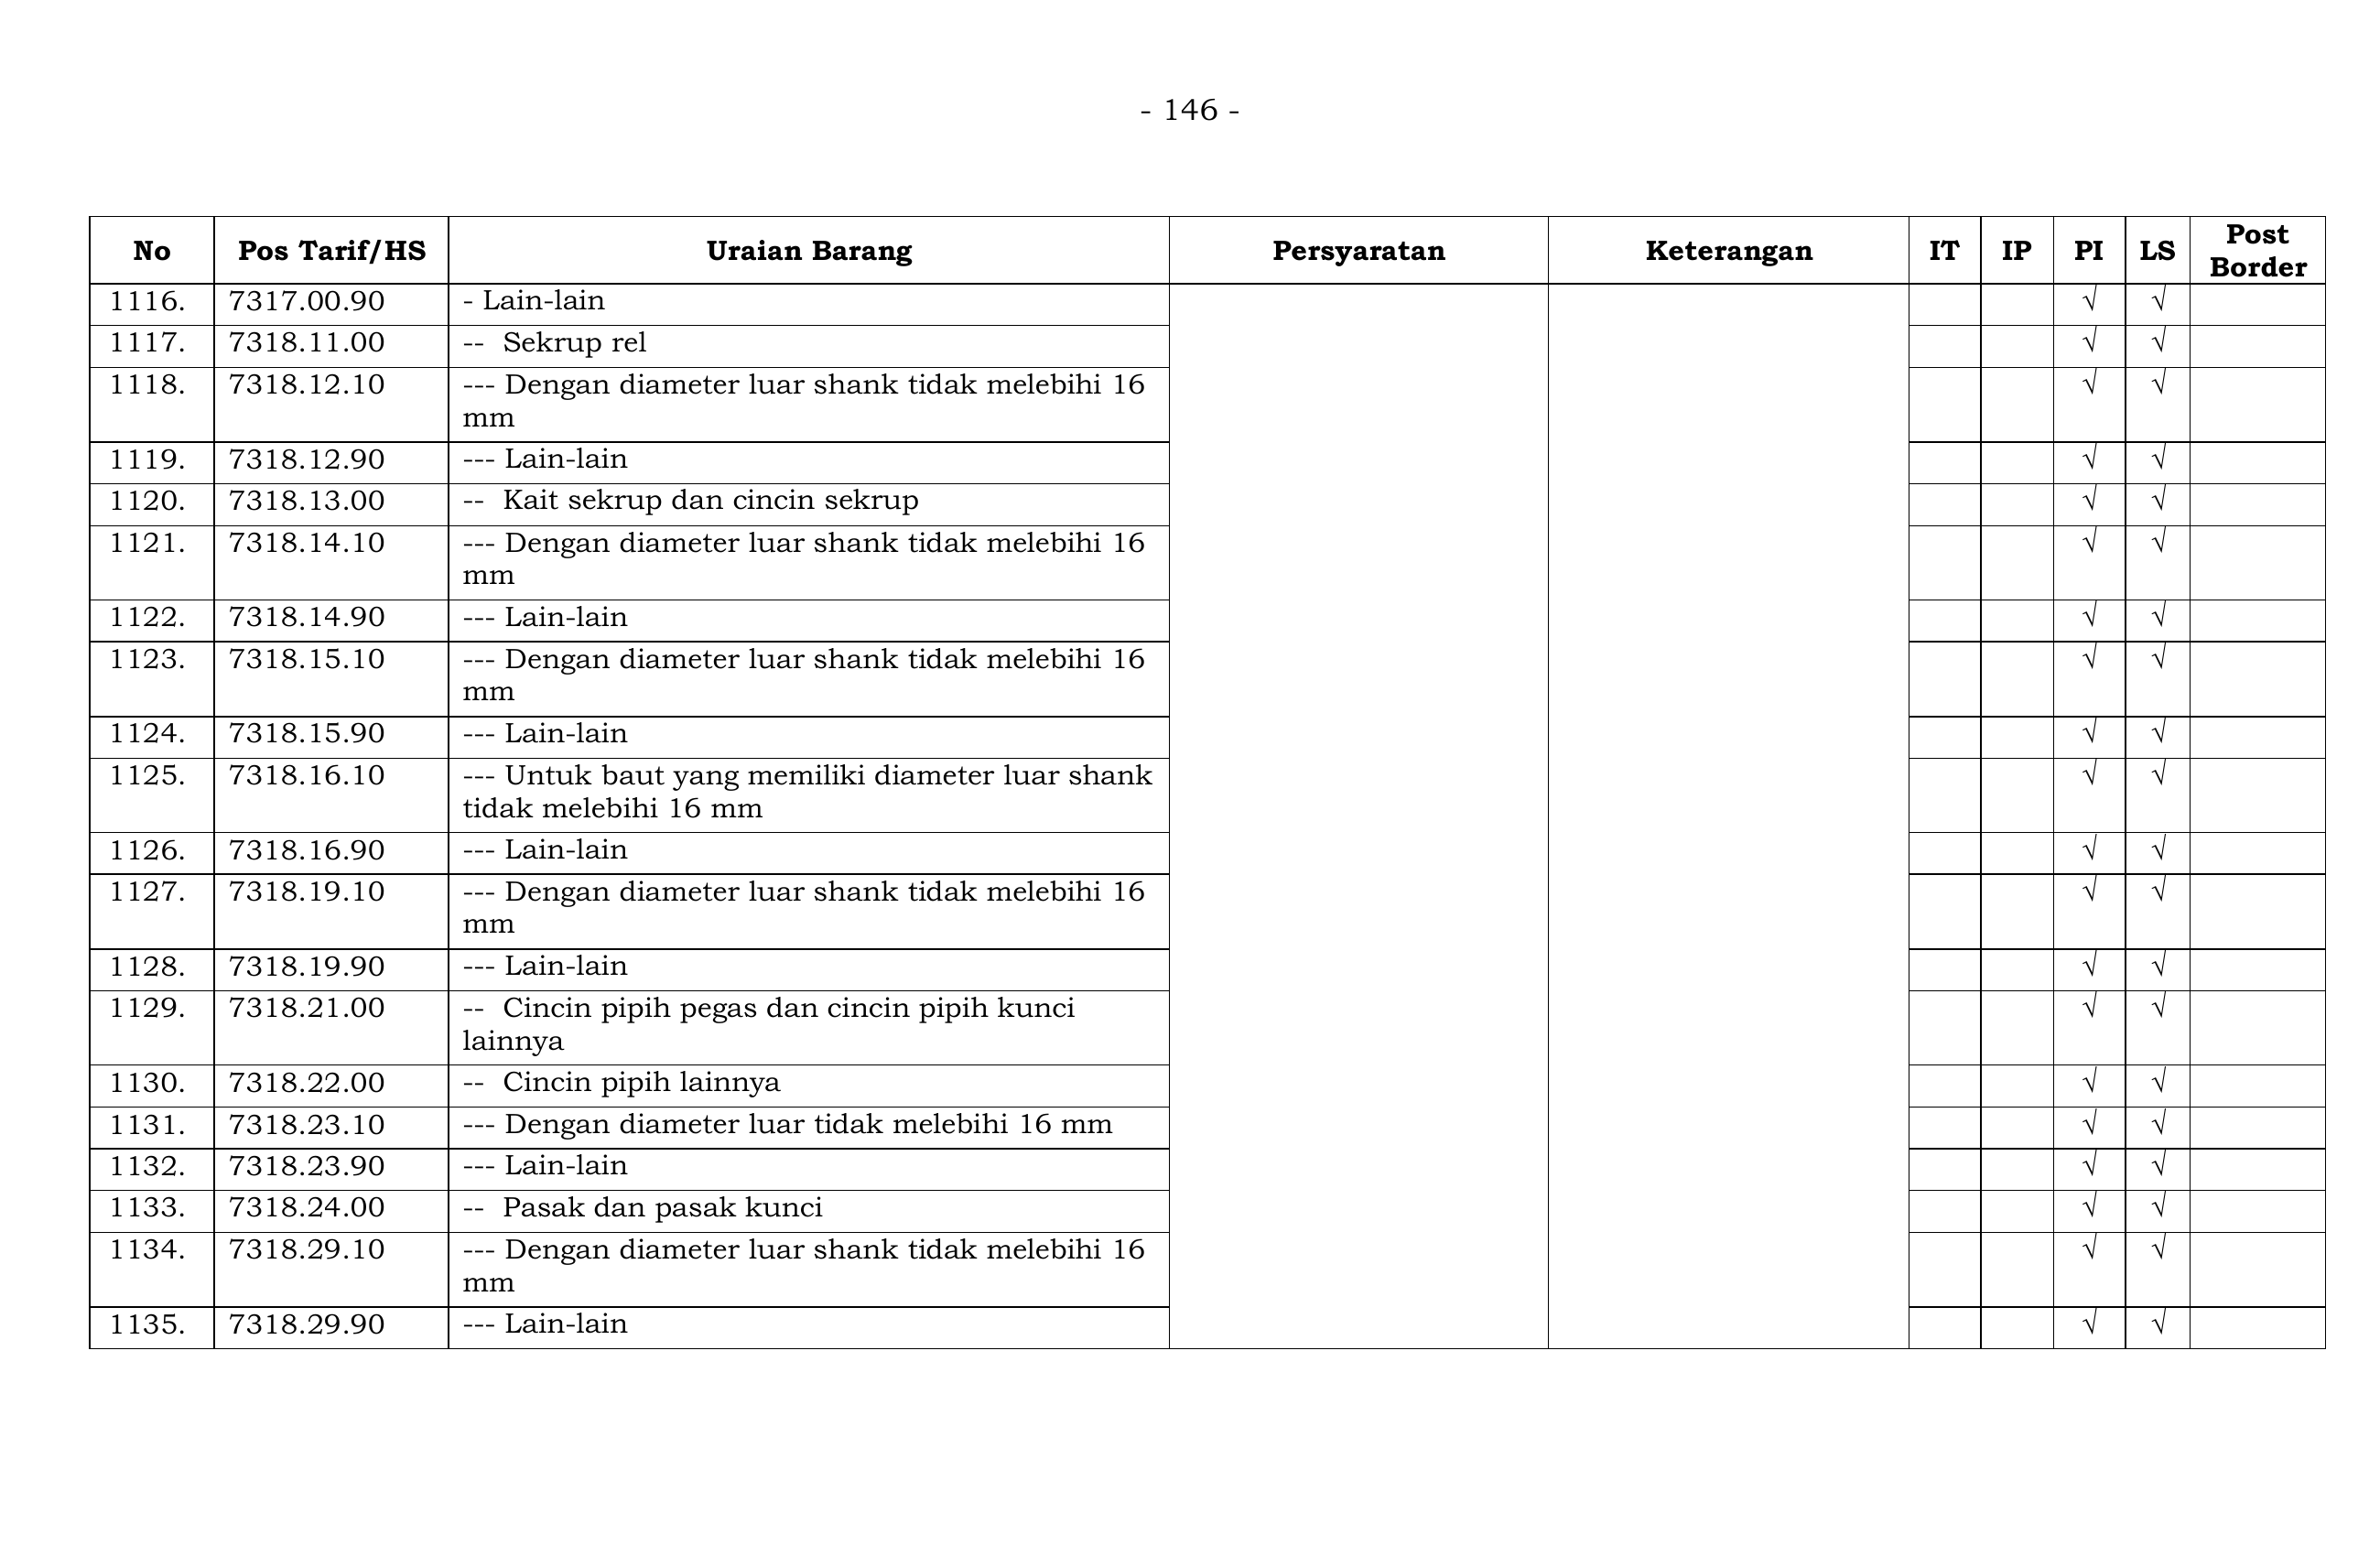 - 146 -
No Pos Tarif/HS Uraian Barang Persyaratan Keterangan IT IP PI LS Post Border
1116. 7317.00.90 - Lain-lain √ √
1117. 7318.11.00 -- Sekrup rel √ √
1118. 7318.12.10 --- Dengan diameter luar shank tidak melebihi 16 √ √
mm
1119. 7318.12.90 --- Lain-lain √ √
1120. 7318.13.00 -- Kait sekrup dan cincin sekrup √ √
1121. 7318.14.10 --- Dengan diameter luar shank tidak melebihi 16 √ √
mm
1122. 7318.14.90 --- Lain-lain √ √
1123. 7318.15.10 --- Dengan diameter luar shank tidak melebihi 16 √ √
mm
1124. 7318.15.90 --- Lain-lain √ √
1125. 7318.16.10 --- Untuk baut yang memiliki diameter luar shank √ √
tidak melebihi 16 mm
1126. 7318.16.90 --- Lain-lain √ √
1127. 7318.19.10 --- Dengan diameter luar shank tidak melebihi 16 √ √
mm
1128. 7318.19.90 --- Lain-lain √ √
1129. 7318.21.00 -- Cincin pipih pegas dan cincin pipih kunci √ √
lainnya
1130. 7318.22.00 -- Cincin pipih lainnya √ √
1131. 7318.23.10 --- Dengan diameter luar tidak melebihi 16 mm √ √
1132. 7318.23.90 --- Lain-lain √ √
1133. 7318.24.00 -- Pasak dan pasak kunci √ √
1134. 7318.29.10 --- Dengan diameter luar shank tidak melebihi 16 √ √
mm
1135. 7318.29.90 --- Lain-lain √ √